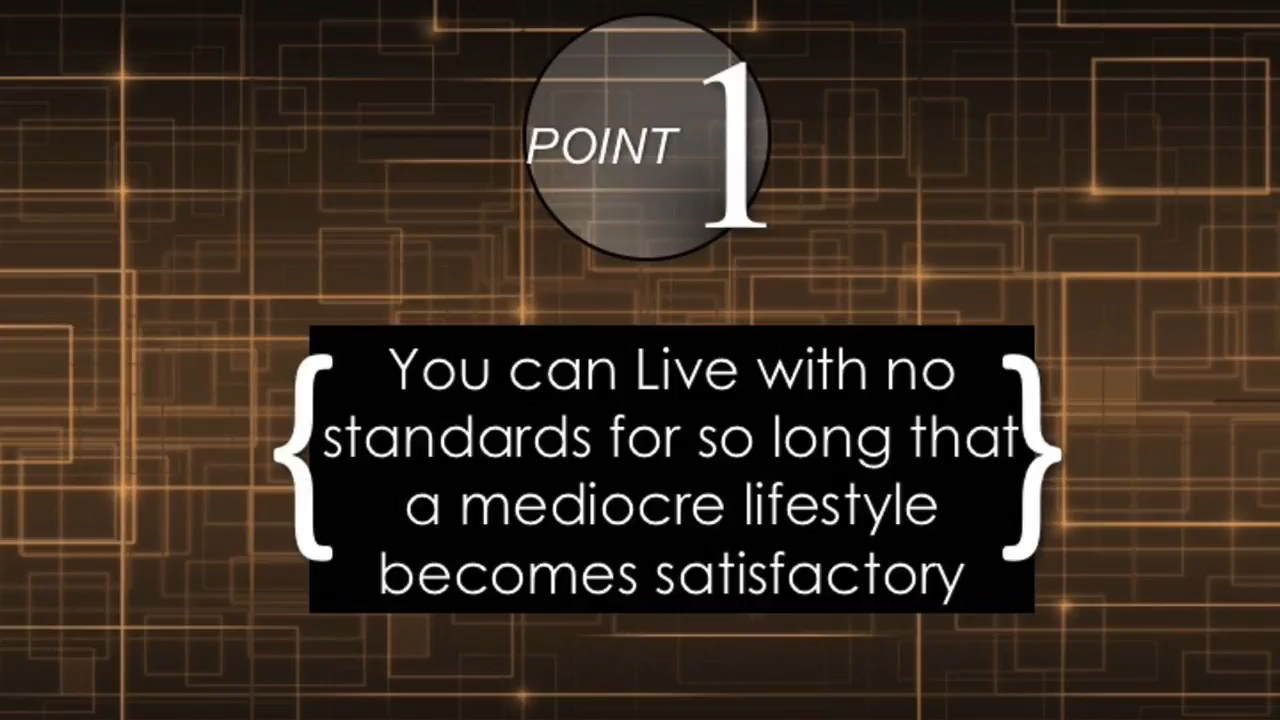 POINT 1
You can Live with no
standards for so long that
a mediocre lifestyle
becomes satisfactory